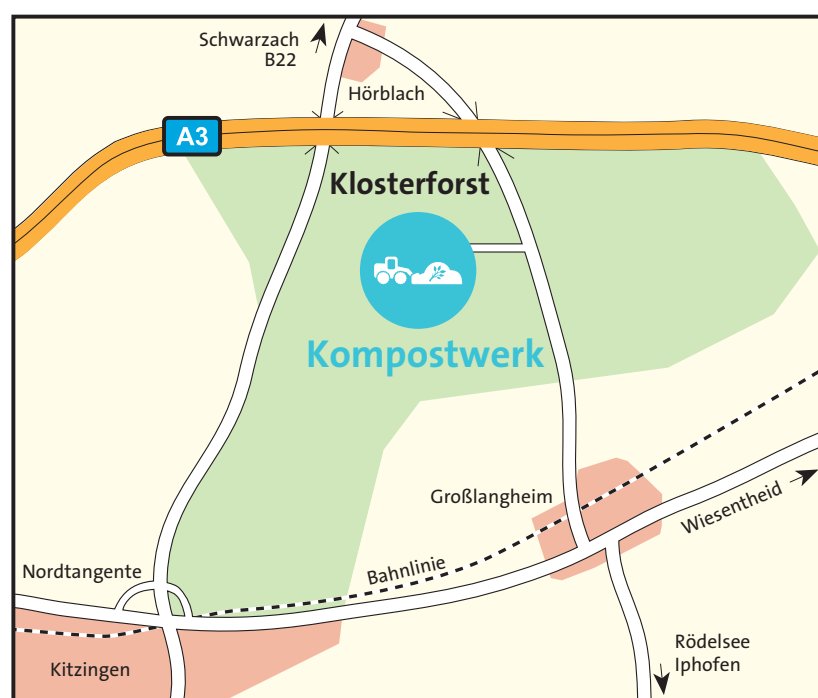 Schwarzach
B22
Hörblach
A3
Klosterforst
Kompostwerk
Großlangheim
Wiesentheid
Bahnlinie
Nordtangente
Kitzingen
Rödelsee
Iphofen